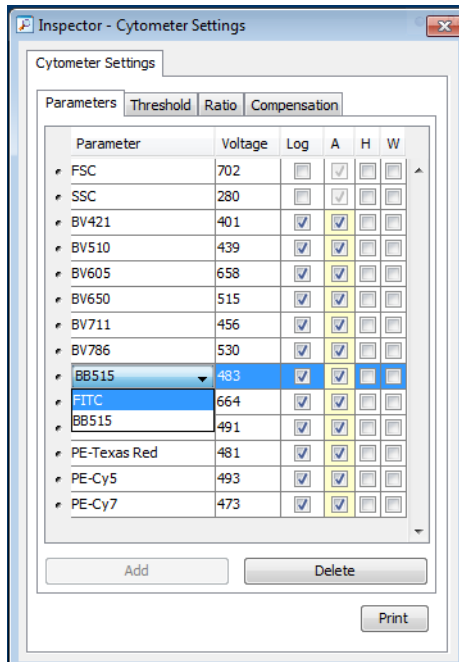 Inspector - Cytometer Settings
Cytometer Settings
Parameters Threshold Ratio Compensation
Parameter Voltage Log A H W
FSC 702
SSC 280
BV421 401
BV510 439
BV605 658
BV650 515
BV711 456
BV786 530
BB515 483
FITC 664
BB515 491
PE-Texas Red 481
PE-Cy5 493
PE-Cy7 473
Add Delete
Print